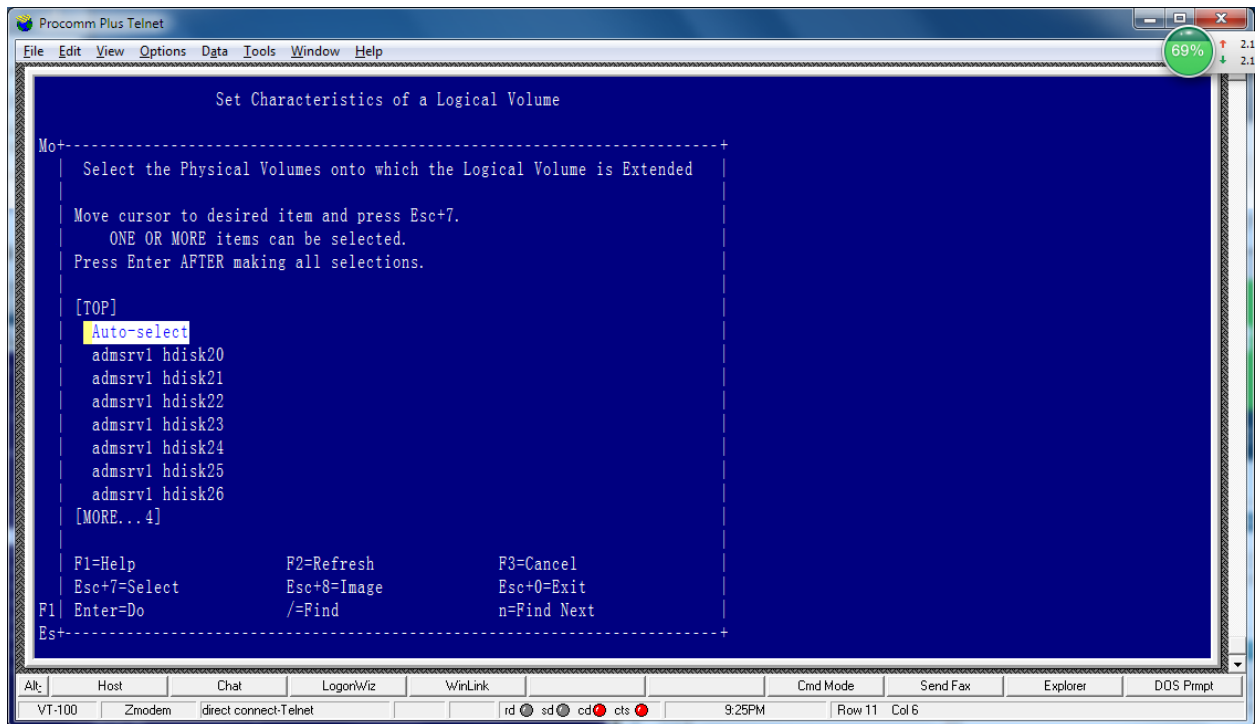 Procomm Plus Telnet
File Edit View Options Data Tools Window Help
69%
2.1
2.1
Set Characteristics of a Logical Volume
Mo+--------------------------------------------------------------------------+
Select the Physical Volumes onto which the Logical Volume is Extended
Move cursor to desired item and press Esc+7.
ONE OR MORE items can be selected.
Press Enter AFTER making all selections.
[TOP]
Auto-select
admsrv1 hdisk20
admsrv1 hdisk21
admsrv1 hdisk22
admsrv1 hdisk23
admsrv1 hdisk24
admsrv1 hdisk25
admsrv1 hdisk26
[MORE...4]
F1=Help F2=Refresh F3=Cancel
Esc+7=Select Esc+8=Image Esc+0=Exit
F1| Enter=Do /=Find n=Find Next
Es+--------------------------------------------------------------------------+
Alt- Host Chat LogonWiz WinLink Cmd Mode Send Fax Explorer DOS Prmpt
VT-100 Zmodem direct connect-Telnet rd sd cd cts 9:25PM Row 11 Col 6